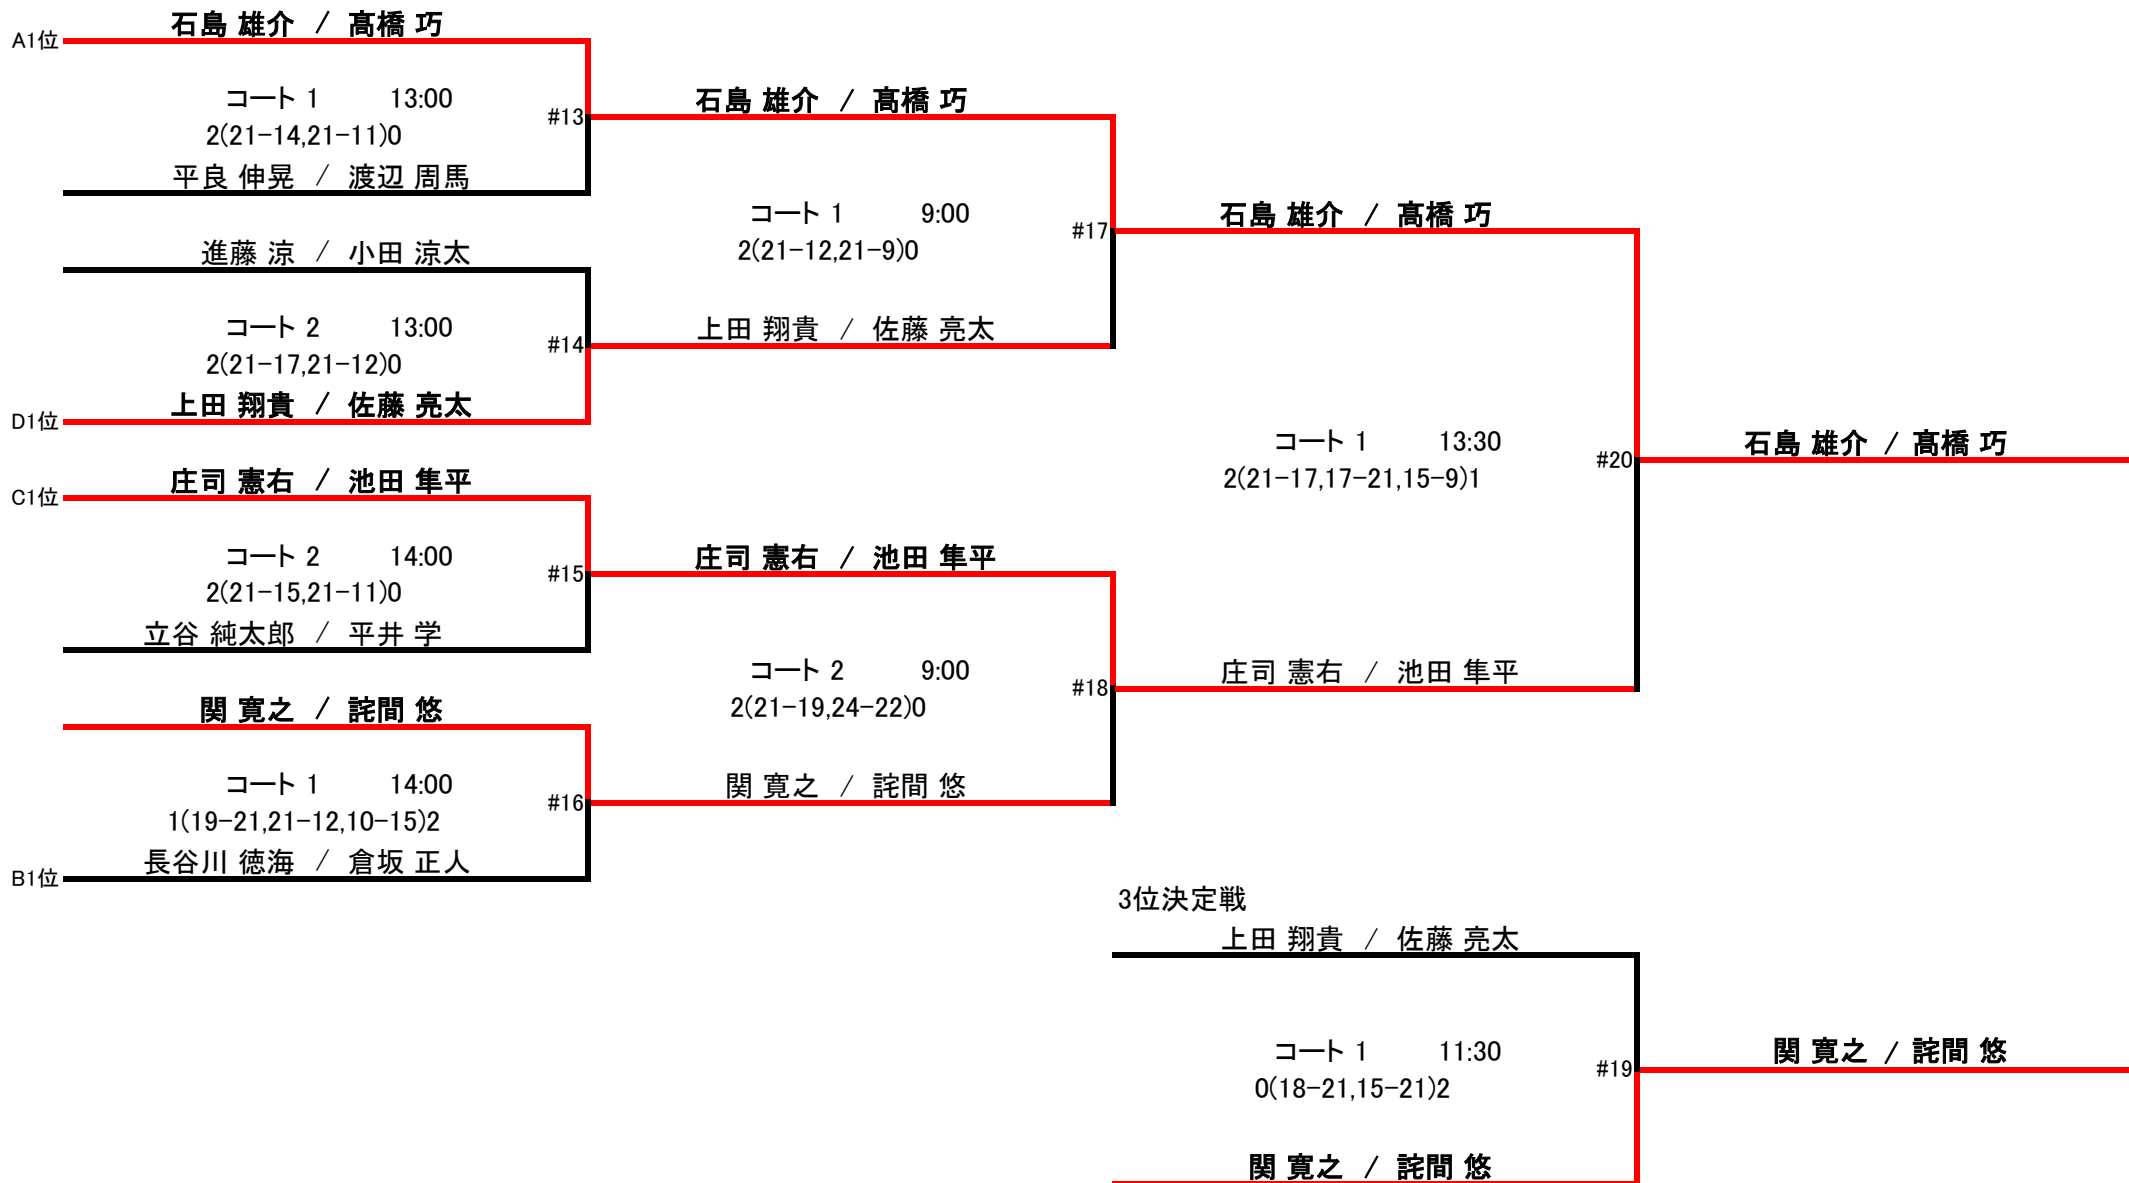 石島 雄介 / 髙橋 巧
A1位
コート 1 13:00
2(21-14,21-11)0
#13
平良 伸晃 / 渡辺 周馬
進藤 涼 / 小田 涼太
コート 2 13:00
2(21-17,21-12)0
#14
上田 翔貴 / 佐藤 亮太
D1位
庄司 憲右 / 池田 隼平
C1位
コート 2 14:00
2(21-15,21-11)0
#15
立谷 純太郎 / 平井 学
関 寛之 / 詫間 悠
コート 1 14:00
1(19-21,21-12,10-15)2
#16
長谷川 徳海 / 倉坂 正人
B1位
石島 雄介 / 髙橋 巧
コート 1 9:00
2(21-12,21-9)0
#17
上田 翔貴 / 佐藤 亮太
庄司 憲右 / 池田 隼平
コート 2 9:00
2(21-19,24-22)0
#18
関 寛之 / 詫間 悠
石島 雄介 / 髙橋 巧
コート 1 13:30
2(21-17,17-21,15-9)1
#20
庄司 憲右 / 池田 隼平
石島 雄介 / 髙橋 巧
3位決定戦
上田 翔貴 / 佐藤 亮太
コート 1 11:30
0(18-21,15-21)2
#19
関 寛之 / 詫間 悠
関 寛之 / 詫間 悠